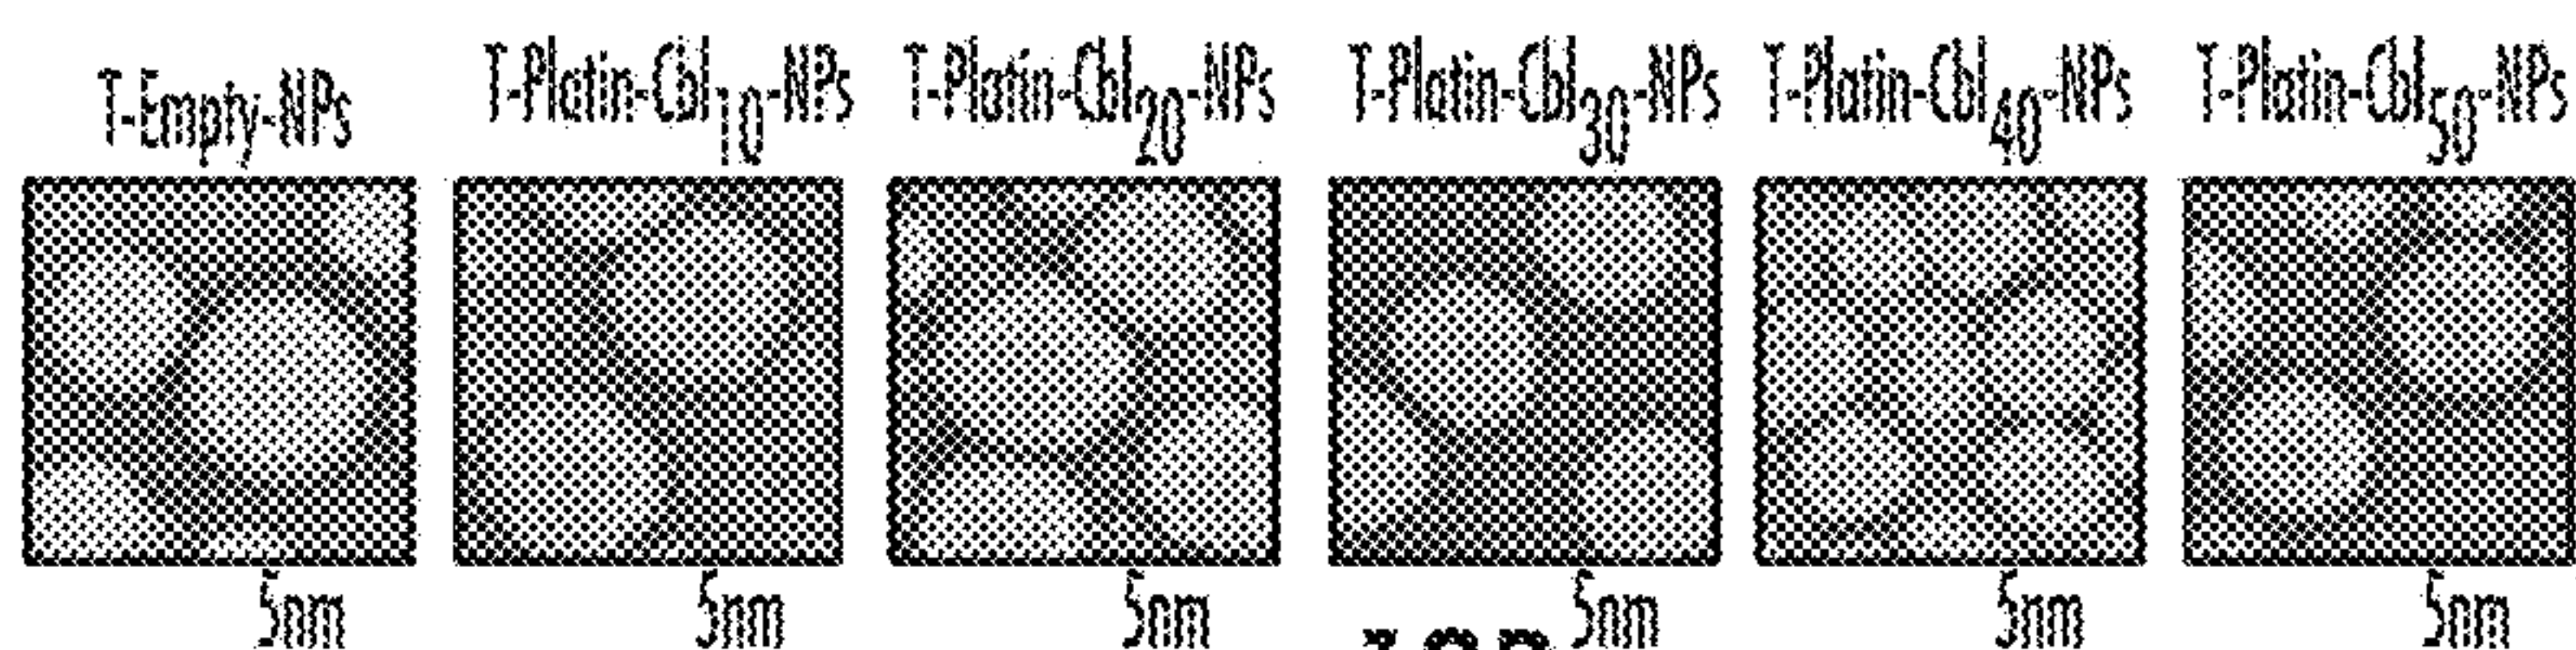 T-Empty-NPs
T-Platin-Cbl10-NPs
T-Platin-Cbl20-NPs
T-Platin-Cbl30-NPs
T-Platin-Cbl40-NPs
T-Platin-Cbl50-NPs
5nm
5nm
5nm
5nm
5nm
5nm